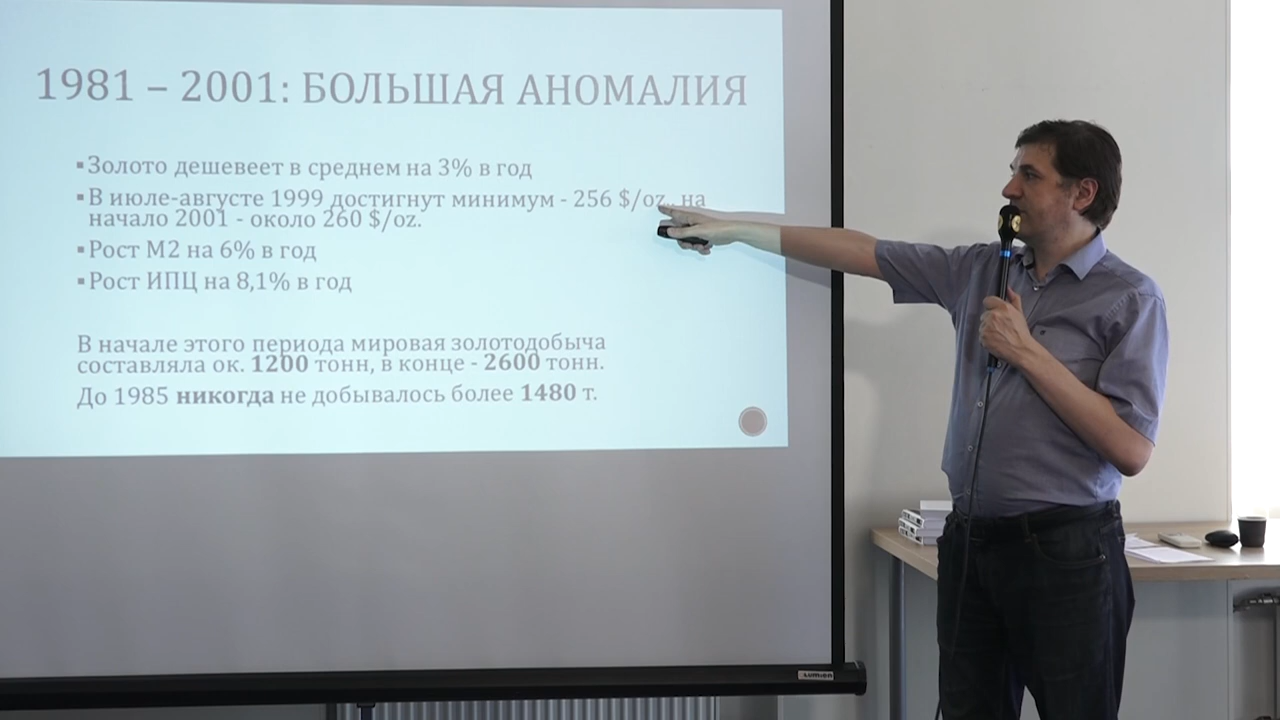 1981 – 2001: БОЛЬШАЯ АНОМАЛИЯ
▪Золото дешевеет в среднем на 3% в год
▪В июле-августе 1999 достигнут минимум - 256 $/oz., на
начало 2001 - около 260 $/oz.
▪Рост М2 на 6% в год
▪Рост ИПЦ на 8,1% в год
В начале этого периода мировая золотодобыча
составляла ок. 1200 тонн, в конце - 2600 тонн.
До 1985 никогда не добывалось более 1480 т.
Lumien